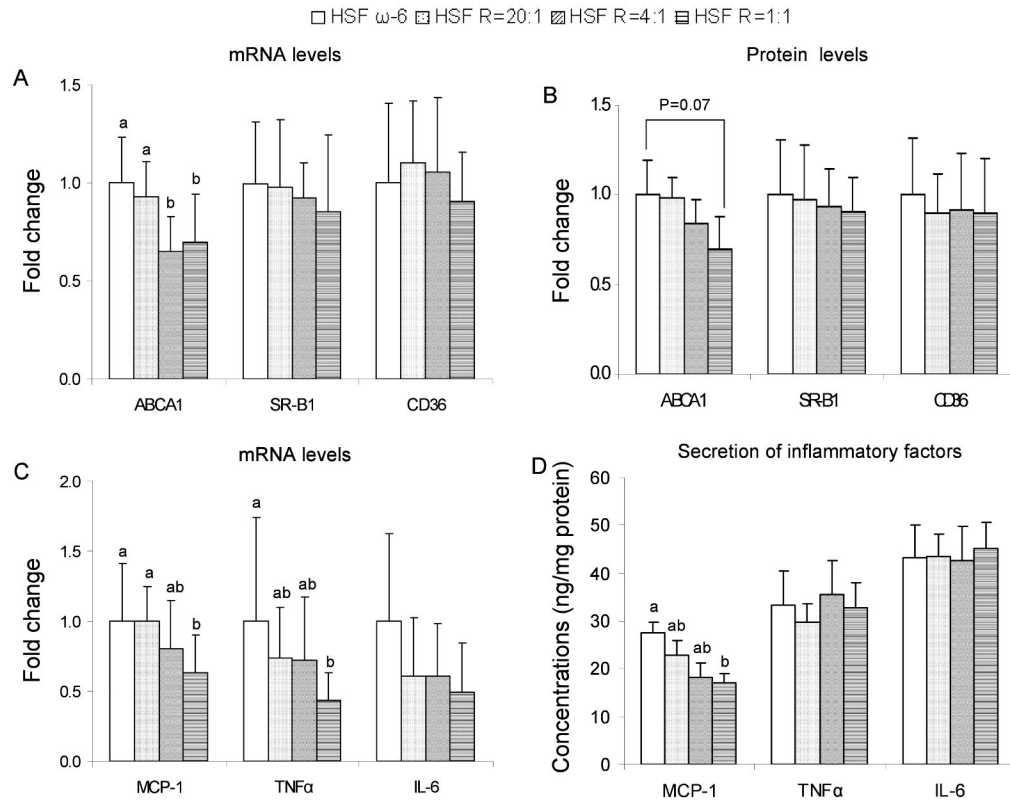 HSF ω-6 HSF R=20:1 HSF R=4:1 HSF R=1:1
A
mRNA levels
Fold change
1.5
1.0
0.5
0.0
a
a
b
b
ABCA1 SR-B1 CD36
B
Protein levels
Fold change
1.5
1.0
0.5
0.0
P=0.07
ABCA1 SR-B1 CD36
C
mRNA levels
Fold change
2.0
1.5
1.0
0.5
0.0
a
a
ab
b
a
ab
ab
b
MCP-1 TNFα IL-6
D
Secretion of inflammatory factors
Concentrations (ng/mg protein)
60
50
40
30
20
10
0
a
ab
ab
b
MCP-1 TNFα IL-6